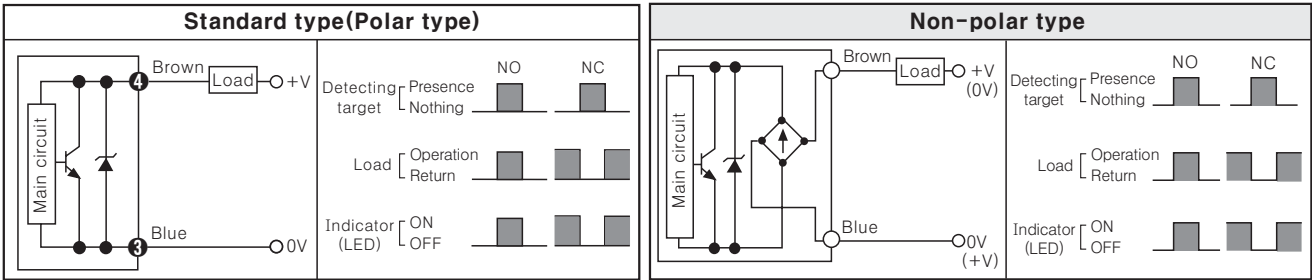 Standard type(Polar type)
Main circuit
4
Brown
Load
+V
3
Blue
0V
NO
NC
Detecting target
Presence
Nothing
Load
Operation
Return
Indicator (LED)
ON
OFF
Non-polar type
Main circuit
Brown
Load
+V
(0V)
Blue
0V
(+V)
NO
NC
Detecting target
Presence
Nothing
Load
Operation
Return
Indicator (LED)
ON
OFF